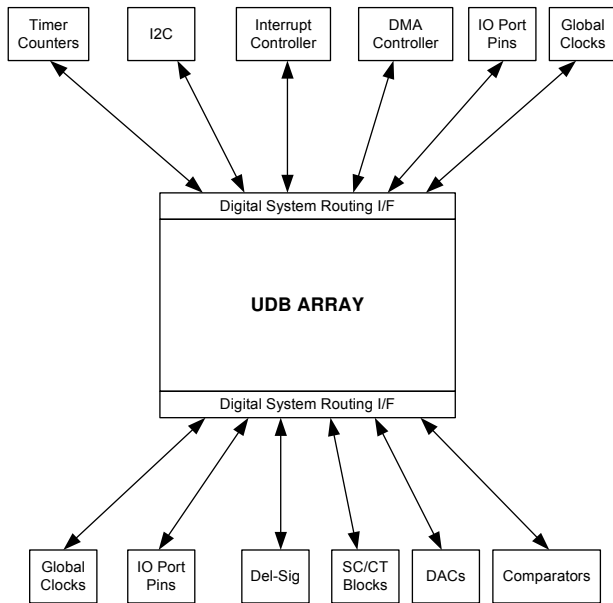 Timer
Counters
I2C
Interrupt
Controller
DMA
Controller
IO Port
Pins
Global
Clocks
Digital System Routing I/F
UDB ARRAY
Digital System Routing I/F
Global
Clocks
IO Port
Pins
Del-Sig
SC/CT
Blocks
DACs
Comparators